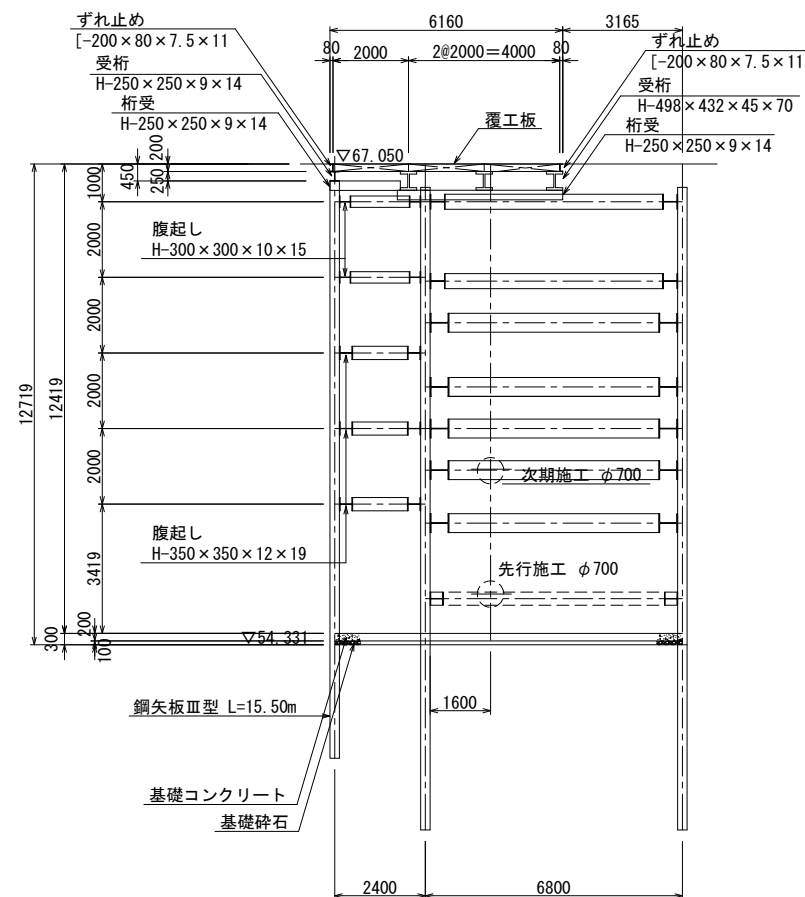 6160
3165
80
2000
2@2000=4000
80
ずれ止め
[-200×80×7.5×11
受桁
H-250×250×9×14
桁受
H-250×250×9×14
ずれ止め
[-200×80×7.5×11
受桁
H-498×432×45×70
桁受
H-250×250×9×14
覆工板
▽67.050
200
450
250
1000
2000
2000
2000
2000
3419
12719
12419
腹起し
H-300×300×10×15
腹起し
H-350×350×12×19
次期施工 φ700
先行施工 φ700
300
200
100
▽54.331
1600
鋼矢板Ⅲ型 L=15.50m
基礎コンクリート
基礎砕石
2400
6800